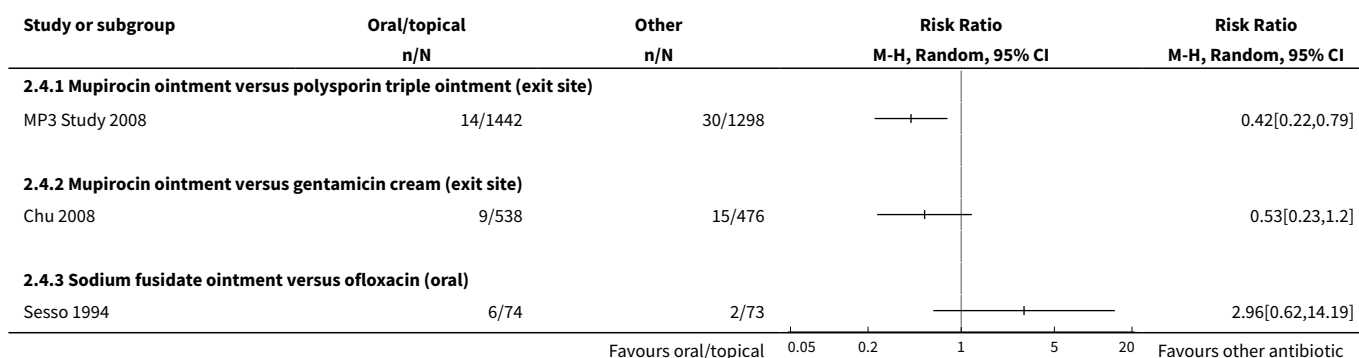 Study or subgroup Oral/topical Other Risk Ratio Risk Ratio
n/N n/N M-H, Random, 95% CI M-H, Random, 95% CI
2.4.1 Mupirocin ointment versus polysporin triple ointment (exit site)
MP3 Study 2008 14/1442 30/1298 0.42[0.22,0.79]
2.4.2 Mupirocin ointment versus gentamicin cream (exit site)
Chu 2008 9/538 15/476 0.53[0.23,1.2]
2.4.3 Sodium fusidate ointment versus ofloxacin (oral)
Sesso 1994 6/74 2/73 2.96[0.62,14.19]
Favours oral/topical 0.05 0.2 1 5 20 Favours other antibiotic